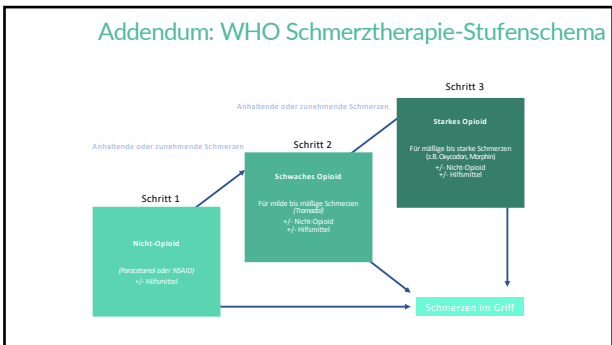 Addendum: WHO Schmerztherapie-Stufenschema
Schritt 3
Anhaltende oder zunehmende Schmerzen
Starkes Opioid
Für mäßige bis starke Schmerzen
(z.B. Oxycodon, Morphin)
+/- Nicht-Opioid
+/- Hilfsmittel
Schritt 2
Anhaltende oder zunehmende Schmerzen
Schwaches Opioid
Für milde bis mäßige Schmerzen
(Tramadol)
+/- Nicht-Opioid
+/- Hilfsmittel
Schritt 1
Nicht-Opioid
(Paracetamol oder NSAID)
+/- Hilfsmittel
Schmerzen im Griff